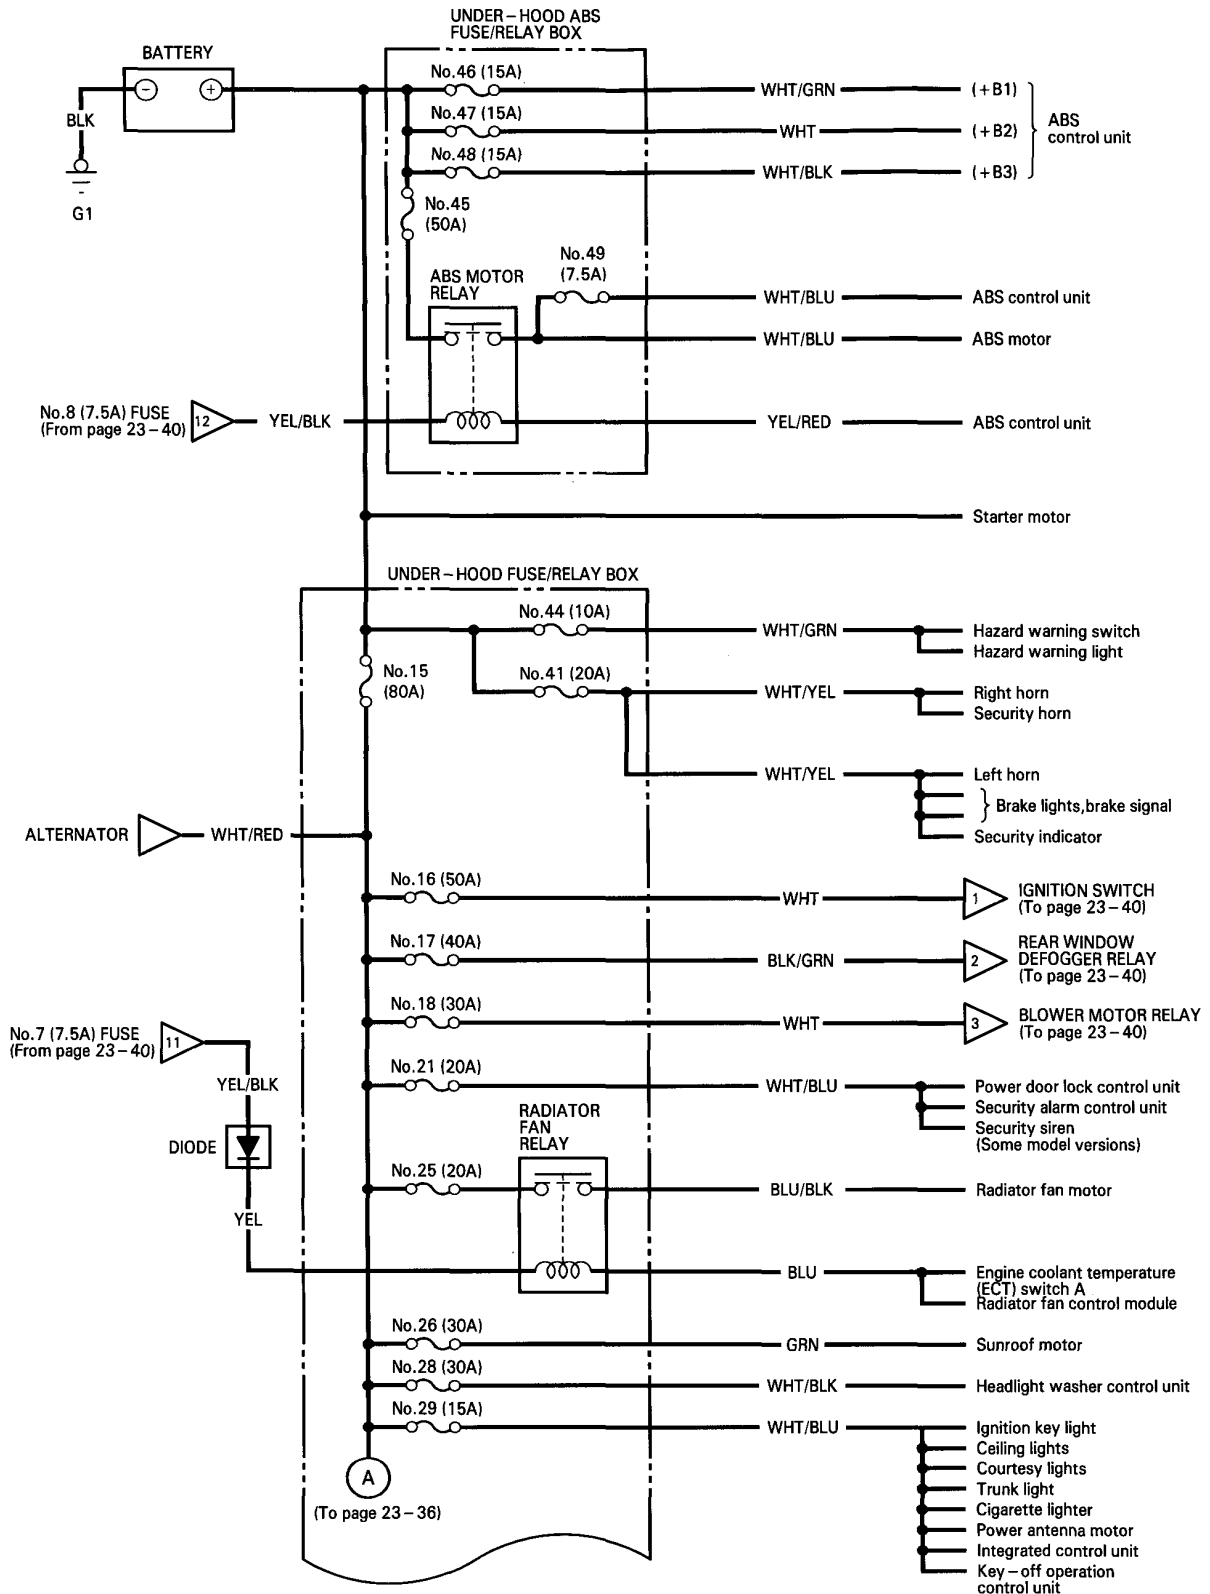 UNDER–HOOD ABS
FUSE/RELAY BOX
BATTERY
No.46 (15A)
WHT/GRN
(+B1)
BLK
No.47 (15A)
WHT
(+B2)
ABS
control unit
No.48 (15A)
WHT/BLK
(+B3)
G1
No.45
(50A)
No.49
(7.5A)
ABS MOTOR
RELAY
WHT/BLU
ABS control unit
WHT/BLU
ABS motor
No.8 (7.5A) FUSE
(From page 23–40)
12
YEL/BLK
YEL/RED
ABS control unit
Starter motor
UNDER–HOOD FUSE/RELAY BOX
No.44 (10A)
WHT/GRN
Hazard warning switch
Hazard warning light
No.15
(80A)
No.41 (20A)
WHT/YEL
Right horn
Security horn
WHT/YEL
Left horn
Brake lights,brake signal
Security indicator
ALTERNATOR
WHT/RED
No.16 (50A)
WHT
1
IGNITION SWITCH
(To page 23–40)
No.17 (40A)
BLK/GRN
2
REAR WINDOW
DEFOGGER RELAY
(To page 23–40)
No.18 (30A)
WHT
3
BLOWER MOTOR RELAY
(To page 23–40)
No.7 (7.5A) FUSE
(From page 23–40)
11
No.21 (20A)
WHT/BLU
Power door lock control unit
Security alarm control unit
Security siren
(Some model versions)
YEL/BLK
DIODE
RADIATOR
FAN
RELAY
No.25 (20A)
BLU/BLK
Radiator fan motor
YEL
BLU
Engine coolant temperature
(ECT) switch A
Radiator fan control module
No.26 (30A)
GRN
Sunroof motor
No.28 (30A)
WHT/BLK
Headlight washer control unit
No.29 (15A)
WHT/BLU
Ignition key light
Ceiling lights
Courtesy lights
Trunk light
Cigarette lighter
Power antenna motor
Integrated control unit
Key–off operation
control unit
A
(To page 23–36)